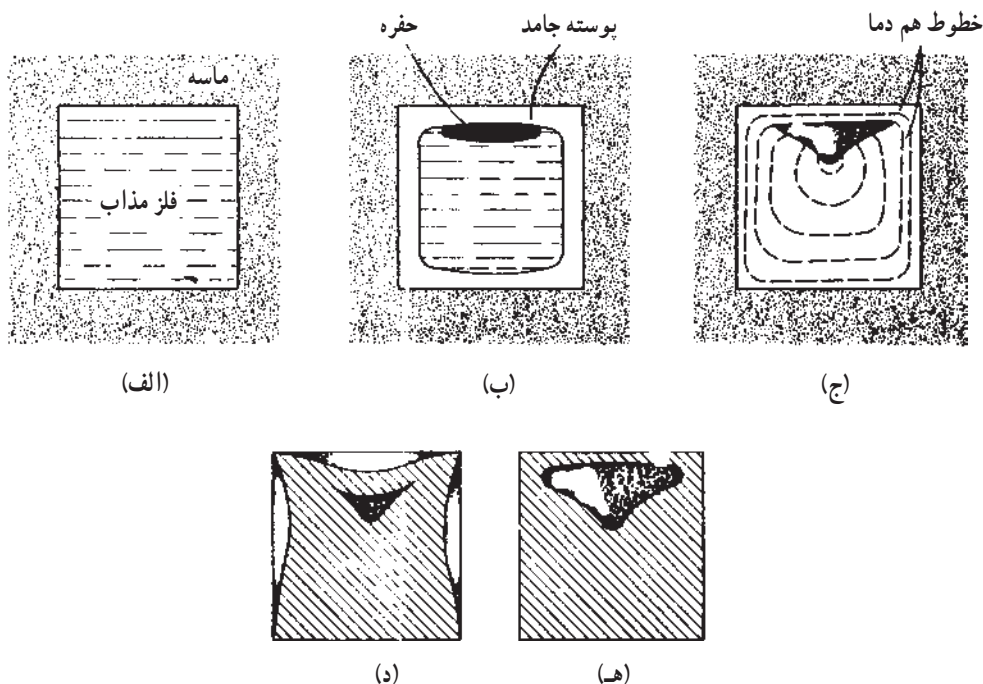 خطوط هم دما
پوسته جامد
حفره
ماسه
فلز مذاب
(ج)
(ب)
(الف)
(هـ)
(د)